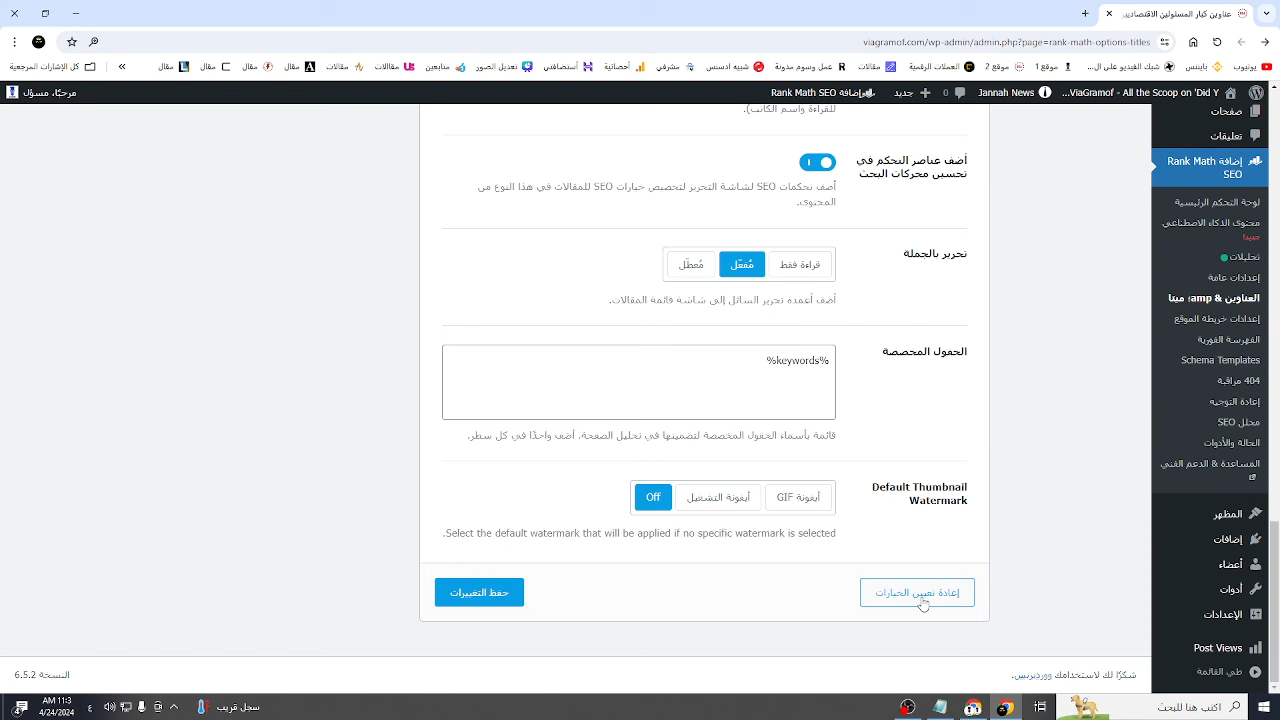 عناوين كبار المسئولين الاقتصاديين
viagramof.com/wp-admin/admin.php?page=rank-math-options-titles
يوتيوب
باينينس
شبك الفيديو على ال...
موقع 1
موقع 2
العملات الرقمية
مقالات
عمل وسوم مدونة
شبيه ادسنس
مشرفي
أحصائية
أستضافتي
تعديل الصور
متابعين
المقالات
مقالات
مقال
مقال
مقال
مقال
»
كل الإشارات المرجعية
ViaGramof - All the Scoop on 'Did Y...
Jannah News
0
جديد
إضافة Rank Math SEO
مرحبًا، مسؤل
صفحات
تعليقات
إضافة Rank Math SEO
لوحة التحكم الرئيسية
محتوى الذكاء الاصطناعي
جديد!
تحليلات
إعدادات عامة
العناوين &amp; ميتا
إعدادات خريطة الموقع
الفهرسة الفورية
Schema Templates
404 مراقبة
إعادة التوجيه
محلل SEO
الحالة والأدوات
المساعدة & الدعم الفني
المظهر
إضافات
أعضاء
أدوات
الإعدادات
Post Views
طي القائمة
للقراءة واسم الكاتب).
أضف عناصر التحكم في
تحسين محركات البحث
أضف تحكمات SEO لشاشة التحرير لتخصيص خيارات SEO للمقالات في هذا النوع من
المحتوى.
تحرير بالجملة
قراءة فقط
مُفعّل
مُعطّل
أضف أعمدة تحرير السائل إلى شاشة قائمة المقالات.
الحقول المخصصة
%keywords%
قائمة بأسماء الحقول المخصصة لتضمينها في تحليل الصفحة. أضف واحدًا في كل سطر.
Default Thumbnail
Watermark
أيقونة GIF
أيقونة التشغيل
Off
Select the default watermark that will be applied if no specific watermark is selected.
إعادة تعيين الخيارات
حفظ التغييرات
شكرًا لك لاستخدامك ووردبريس.
النسخة 6.5.2
اكتب هنا للبحث
سيل قريب
4/24/2024